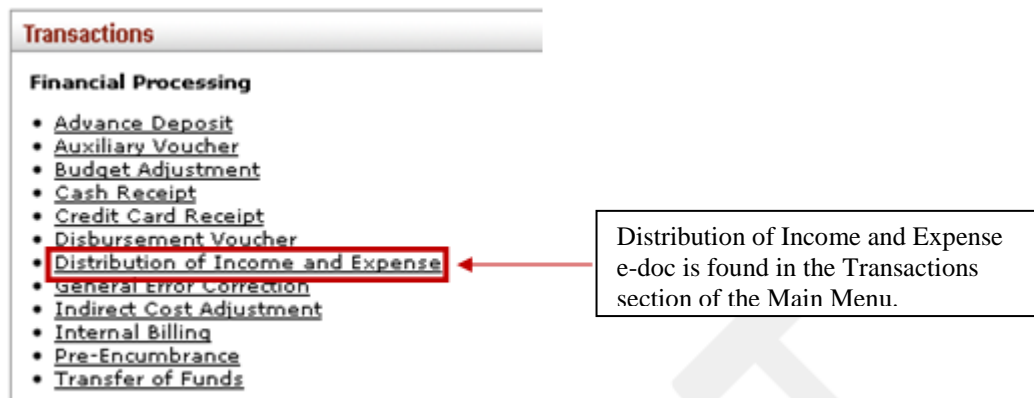 Transactions
Financial Processing
• Advance Deposit
• Auxiliary Voucher
• Budget Adjustment
• Cash Receipt
• Credit Card Receipt
• Disbursement Voucher
• Distribution of Income and Expense
• General Error Correction
• Indirect Cost Adjustment
• Internal Billing
• Pre-Encumbrance
• Transfer of Funds
Distribution of Income and Expense
e-doc is found in the Transactions
section of the Main Menu.